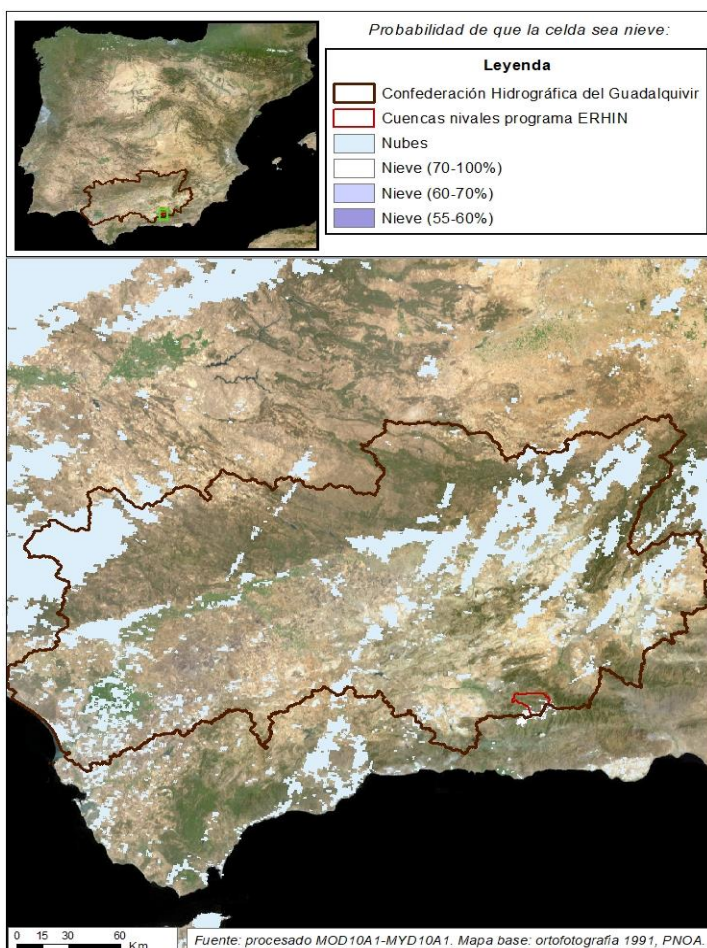 Probabilidad de que la celda sea nieve:
Leyenda
Confederación Hidrográfica del Guadalquivir
Cuencas nivales programa ERHIN
Nubes
Nieve (70-100%)
Nieve (60-70%)
Nieve (55-60%)
0 15 30 60
Km
Fuente: procesado MOD10A1-MYD10A1. Mapa base: ortofotografia 1991, PNOA.